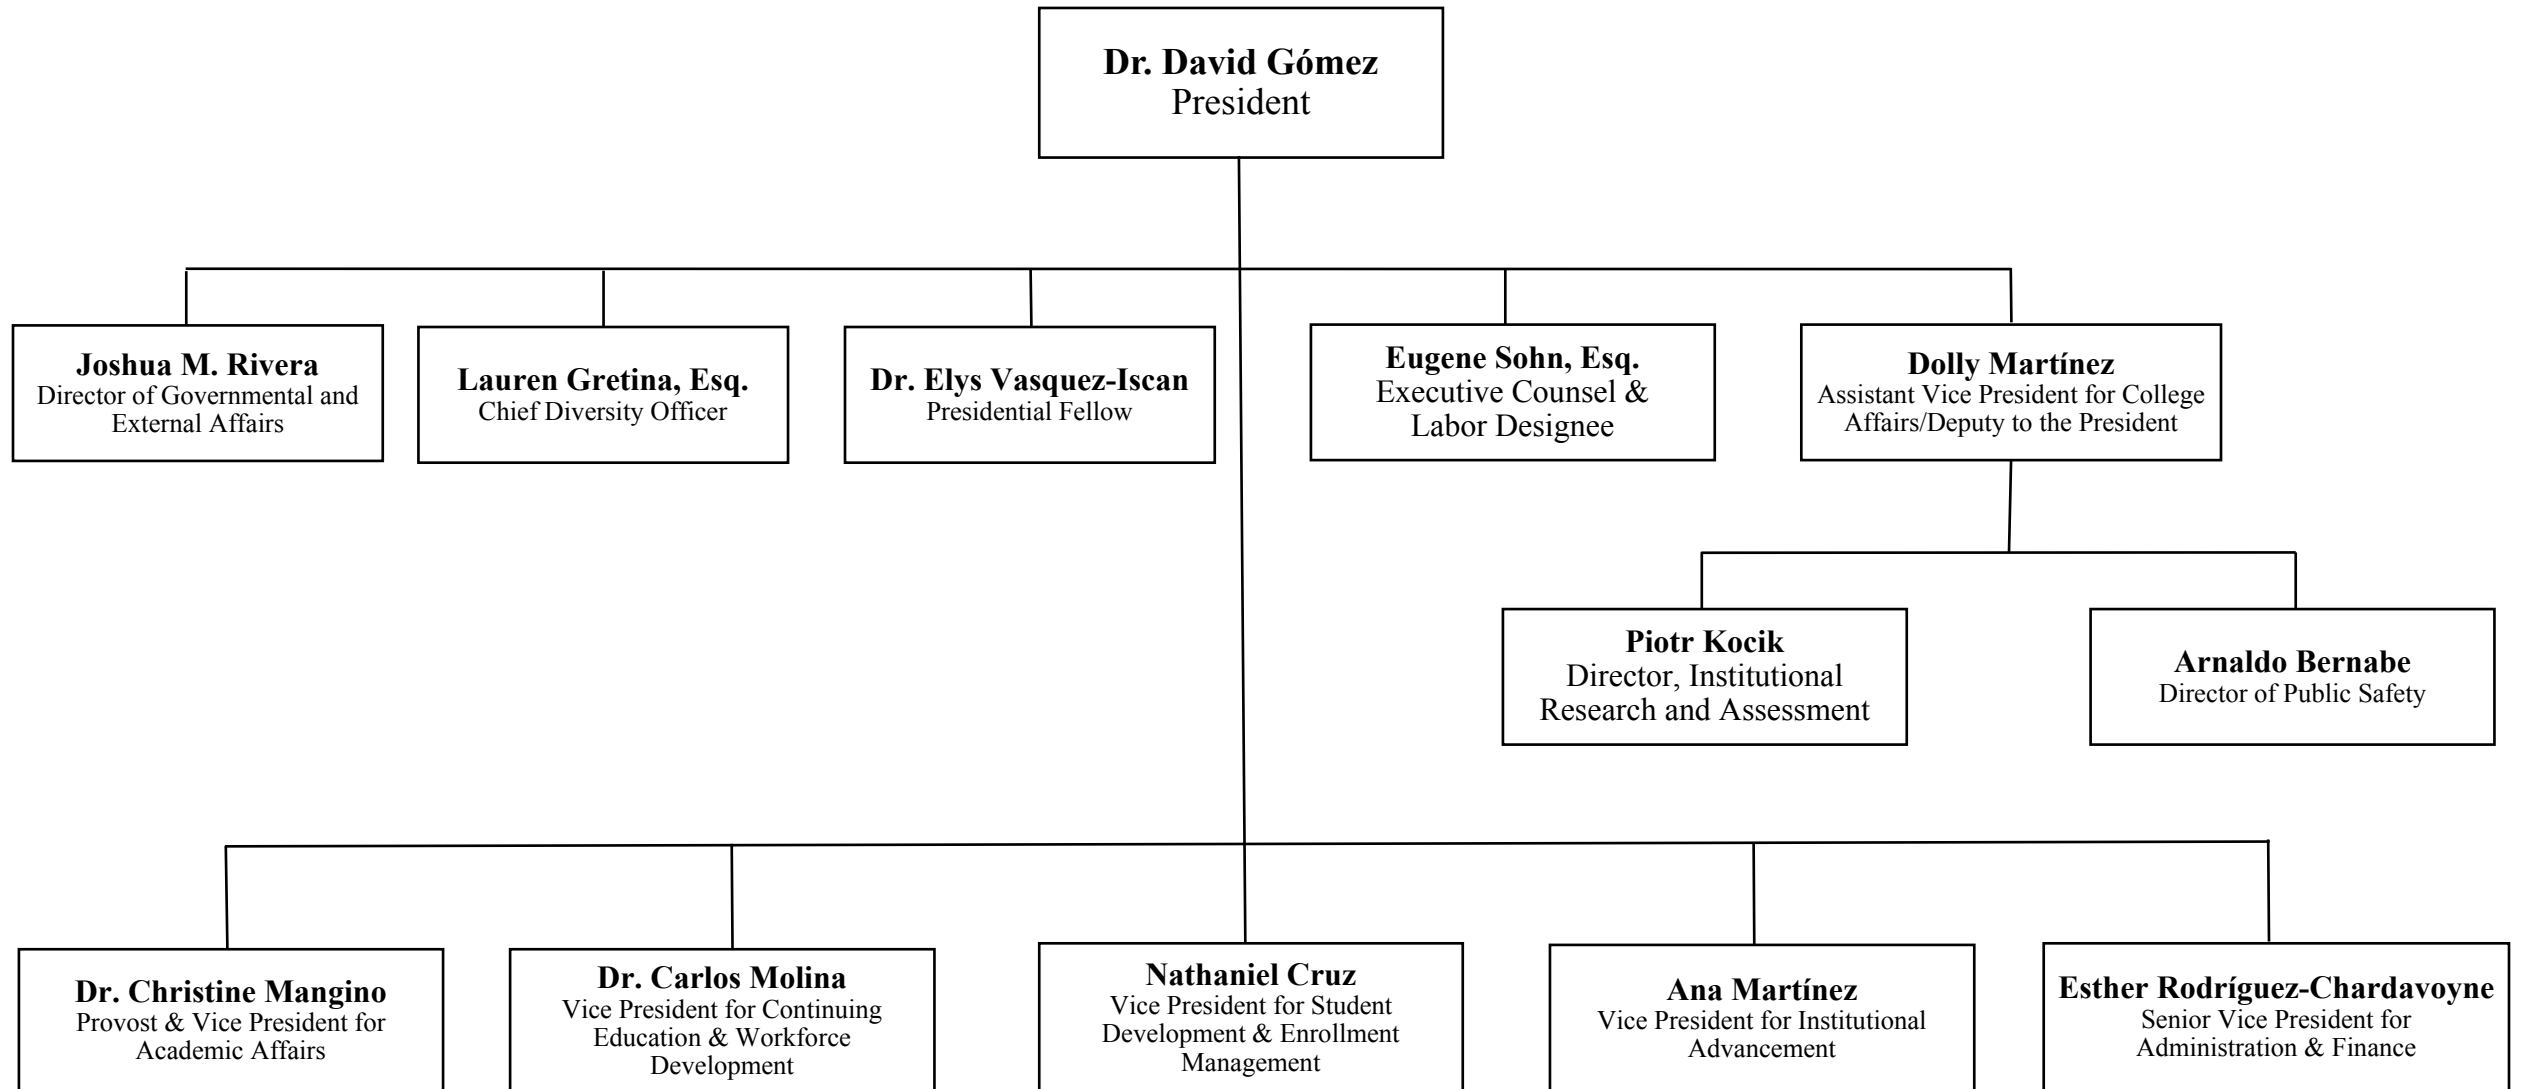 Dr. David Gómez
President
Joshua M. Rivera
Director of Governmental and
External Affairs
Lauren Gretina, Esq.
Chief Diversity Officer
Dr. Elys Vasquez-Iscan
Presidential Fellow
Eugene Sohn, Esq.
Executive Counsel &
Labor Designee
Dolly Martínez
Assistant Vice President for College
Affairs/Deputy to the President
Piotr Kocik
Director, Institutional
Research and Assessment
Arnaldo Bernabe
Director of Public Safety
Dr. Christine Mangino
Provost & Vice President for
Academic Affairs
Dr. Carlos Molina
Vice President for Continuing
Education & Workforce
Development
Nathaniel Cruz
Vice President for Student
Development & Enrollment
Management
Ana Martínez
Vice President for Institutional
Advancement
Esther Rodríguez-Chardavoyne
Senior Vice President for
Administration & Finance